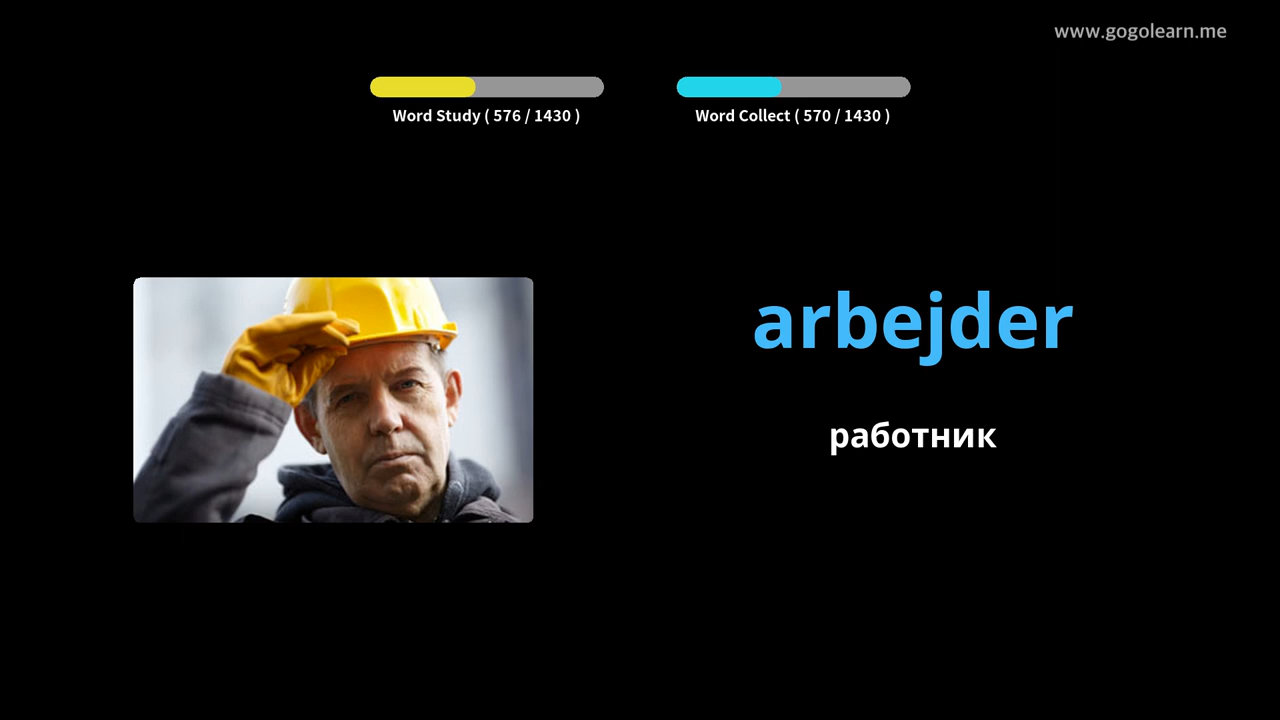 www.gogolearn.me
Word Study ( 576 / 1430 )
Word Collect ( 570 / 1430 )
arbejder
работник